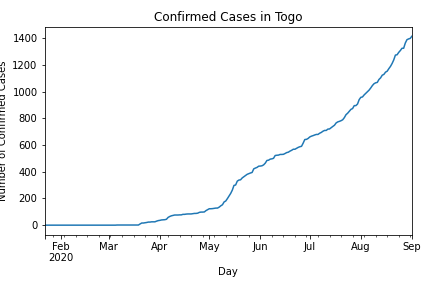 Confirmed Cases in Togo
Number of Confirmed Cases
1400
1200
1000
800
600
400
200
0
Feb Mar Apr May Jun Jul Aug Sep
2020
Day